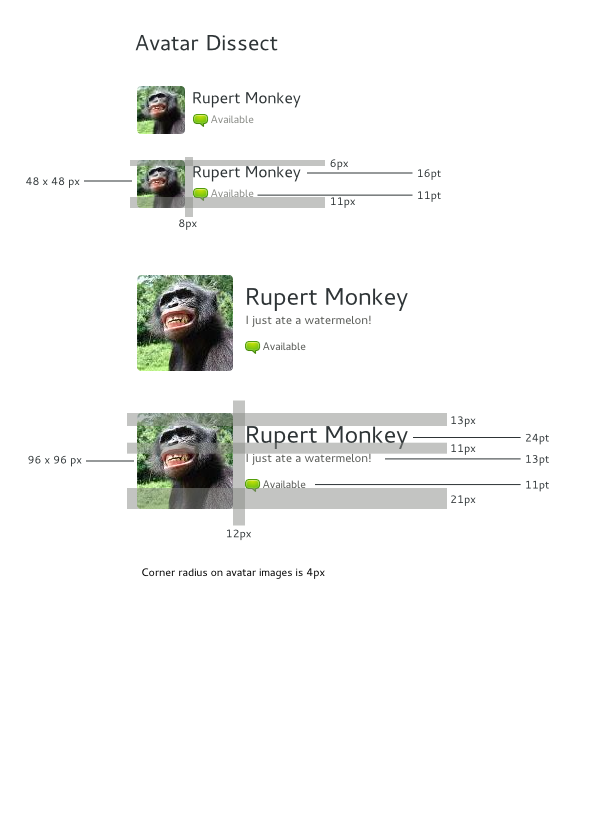 Avatar Dissect
Rupert Monkey
Available
6px
48 x 48 px
Rupert Monkey
16pt
Available
11pt
11px
8px
Rupert Monkey
I just ate a watermelon!
Available
13px
Rupert Monkey
24pt
11px
96 x 96 px
I just ate a watermelon!
13pt
Available
11pt
21px
12px
Corner radius on avatar images is 4px